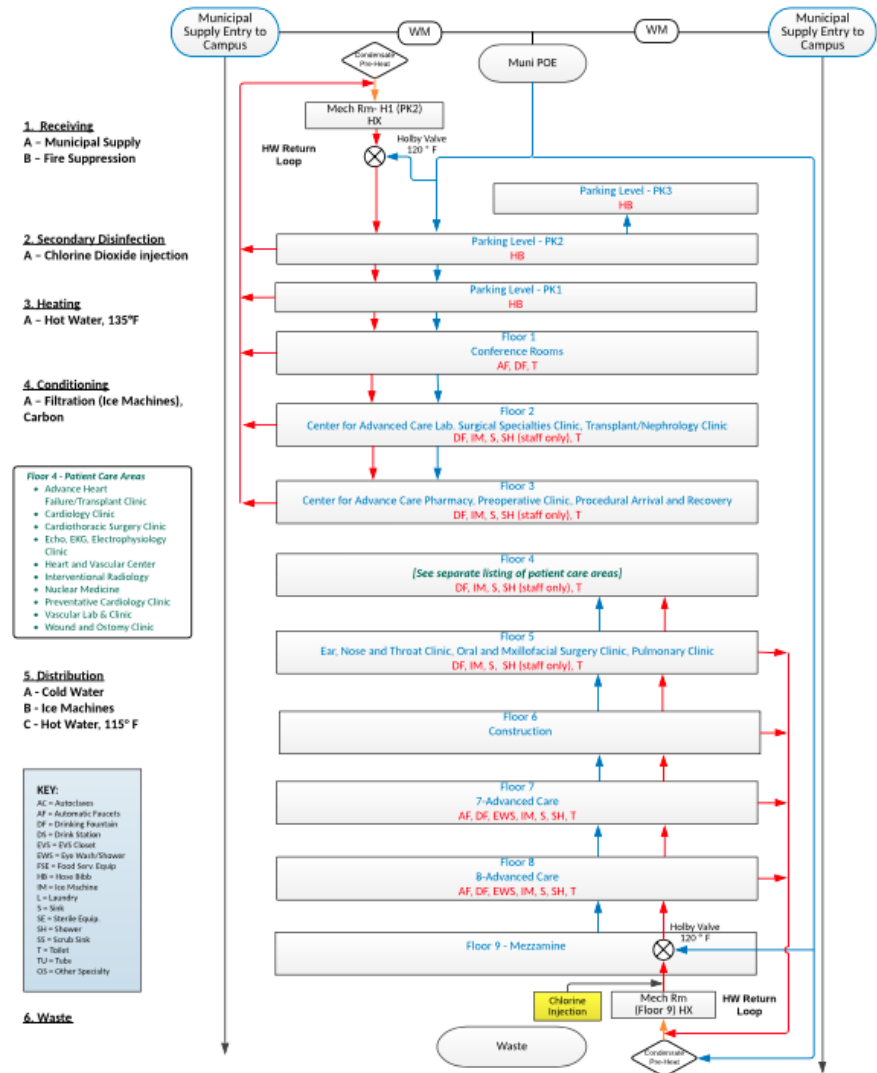 Municipal
Supply Entry to
Campus
WM
WM
Municipal
Supply Entry to
Campus
Condensate
Pre-Heat
Muni POE
Mech Rm- H1 (PK2)
HX
Holby Valve
120 ° F
HW Return
Loop
1. Receiving
A – Municipal Supply
B – Fire Suppression
Parking Level - PK3
HB
2. Secondary Disinfection
A – Chlorine Dioxide injection
Parking Level - PK2
HB
3. Heating
A – Hot Water, 135°F
Parking Level - PK1
HB
Floor 1
Conference Rooms
AF, DF, T
4. Conditioning
A – Filtration (Ice Machines),
Carbon
Floor 2
Center for Advanced Care Lab. Surgical Specialties Clinic, Transplant/Nephrology Clinic
DF, IM, S, SH (staff only), T
Floor 3
Center for Advance Care Pharmacy, Preoperative Clinic, Procedural Arrival and Recovery
DF, IM, S, SH (staff only), T
Floor 4 - Patient Care Areas
• Advance Heart
Failure/Transplant Clinic
• Cardiology Clinic
• Cardiothoracic Surgery Clinic
• Echo, EKG, Electrophysiology
Clinic
• Heart and Vascular Center
• Interventional Radiology
• Nuclear Medicine
• Preventative Cardiology Clinic
• Vascular Lab & Clinic
• Wound and Ostomy Clinic
Floor 4
[See separate listing of patient care areas]
DF, IM, S, SH (staff only), T
Floor 5
Ear, Nose and Throat Clinic, Oral and Mxillofacial Surgery Clinic, Pulmonary Clinic
DF, IM, S, SH (staff only), T
5. Distribution
A - Cold Water
B - Ice Machines
C - Hot Water, 115° F
Floor 6
Construction
Floor 7
7-Advanced Care
AF, DF, EWS, IM, S, SH, T
Floor 8
8-Advanced Care
AF, DF, EWS, IM, S, SH, T
KEY:
AC = Autoclaves
AF = Automatic Faucets
DF = Drinking Fountain
DS = Drink Station
EVS = EVS Closet
EWS = Eye Wash/Shower
FSE = Food Serv. Equip
HB = Hose Bibb
IM = Ice Machine
L = Laundry
S = Sink
SE = Sterile Equip.
SH = Shower
SS = Scrub Sink
T = Toilet
TU = Tube
OS = Other Specialty
Floor 9 - Mezzamine
Holby Valve
120 ° F
Chlorine
Injection
Mech Rm
(Floor 9) HX
HW Return
Loop
6. Waste
Waste
Condensate
Pre-Heat